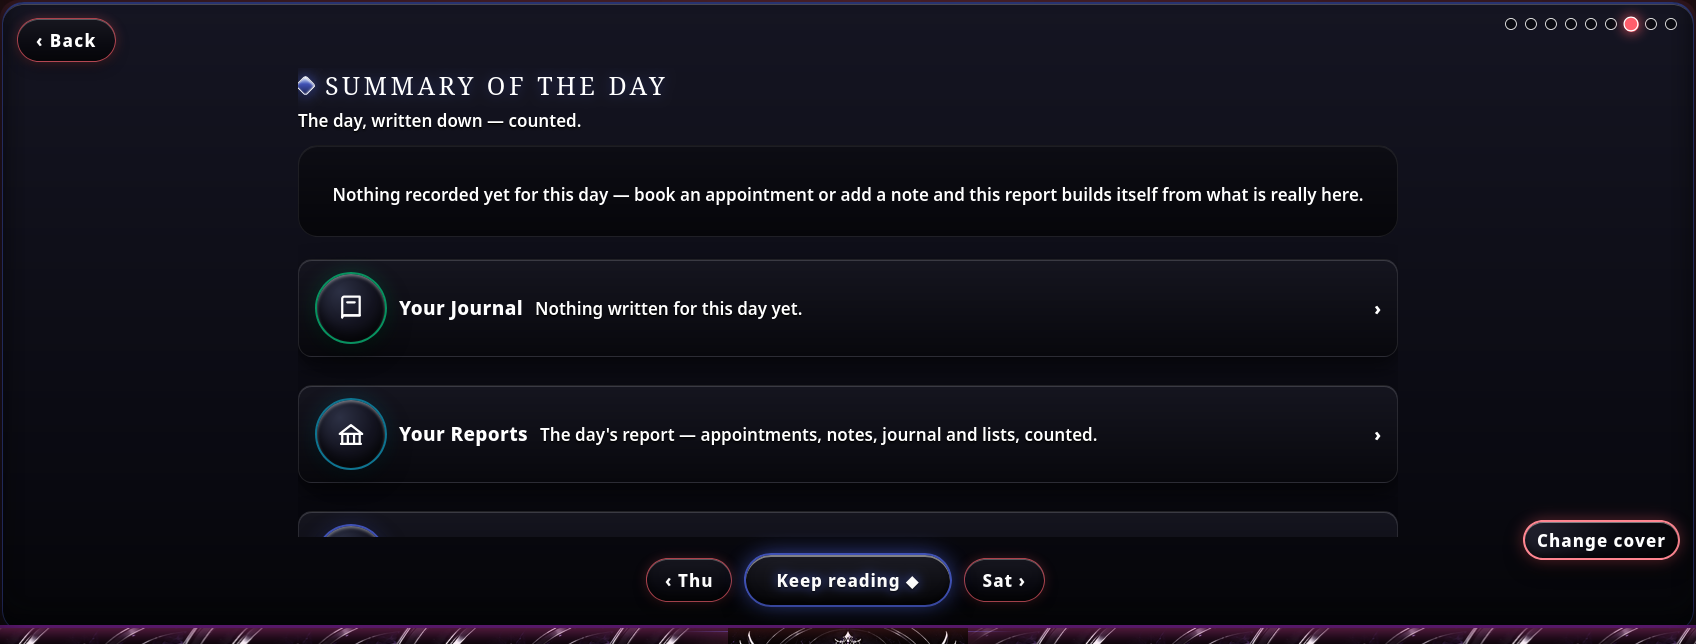 ‹ Back
SUMMARY OF THE DAY
The day, written down — counted.
Nothing recorded yet for this day — book an appointment or add a note and this report builds itself from what is really here.
Your Journal Nothing written for this day yet. ›
Your Reports The day's report — appointments, notes, journal and lists, counted. ›
Change cover
‹ Thu
Keep reading ◆
Sat ›